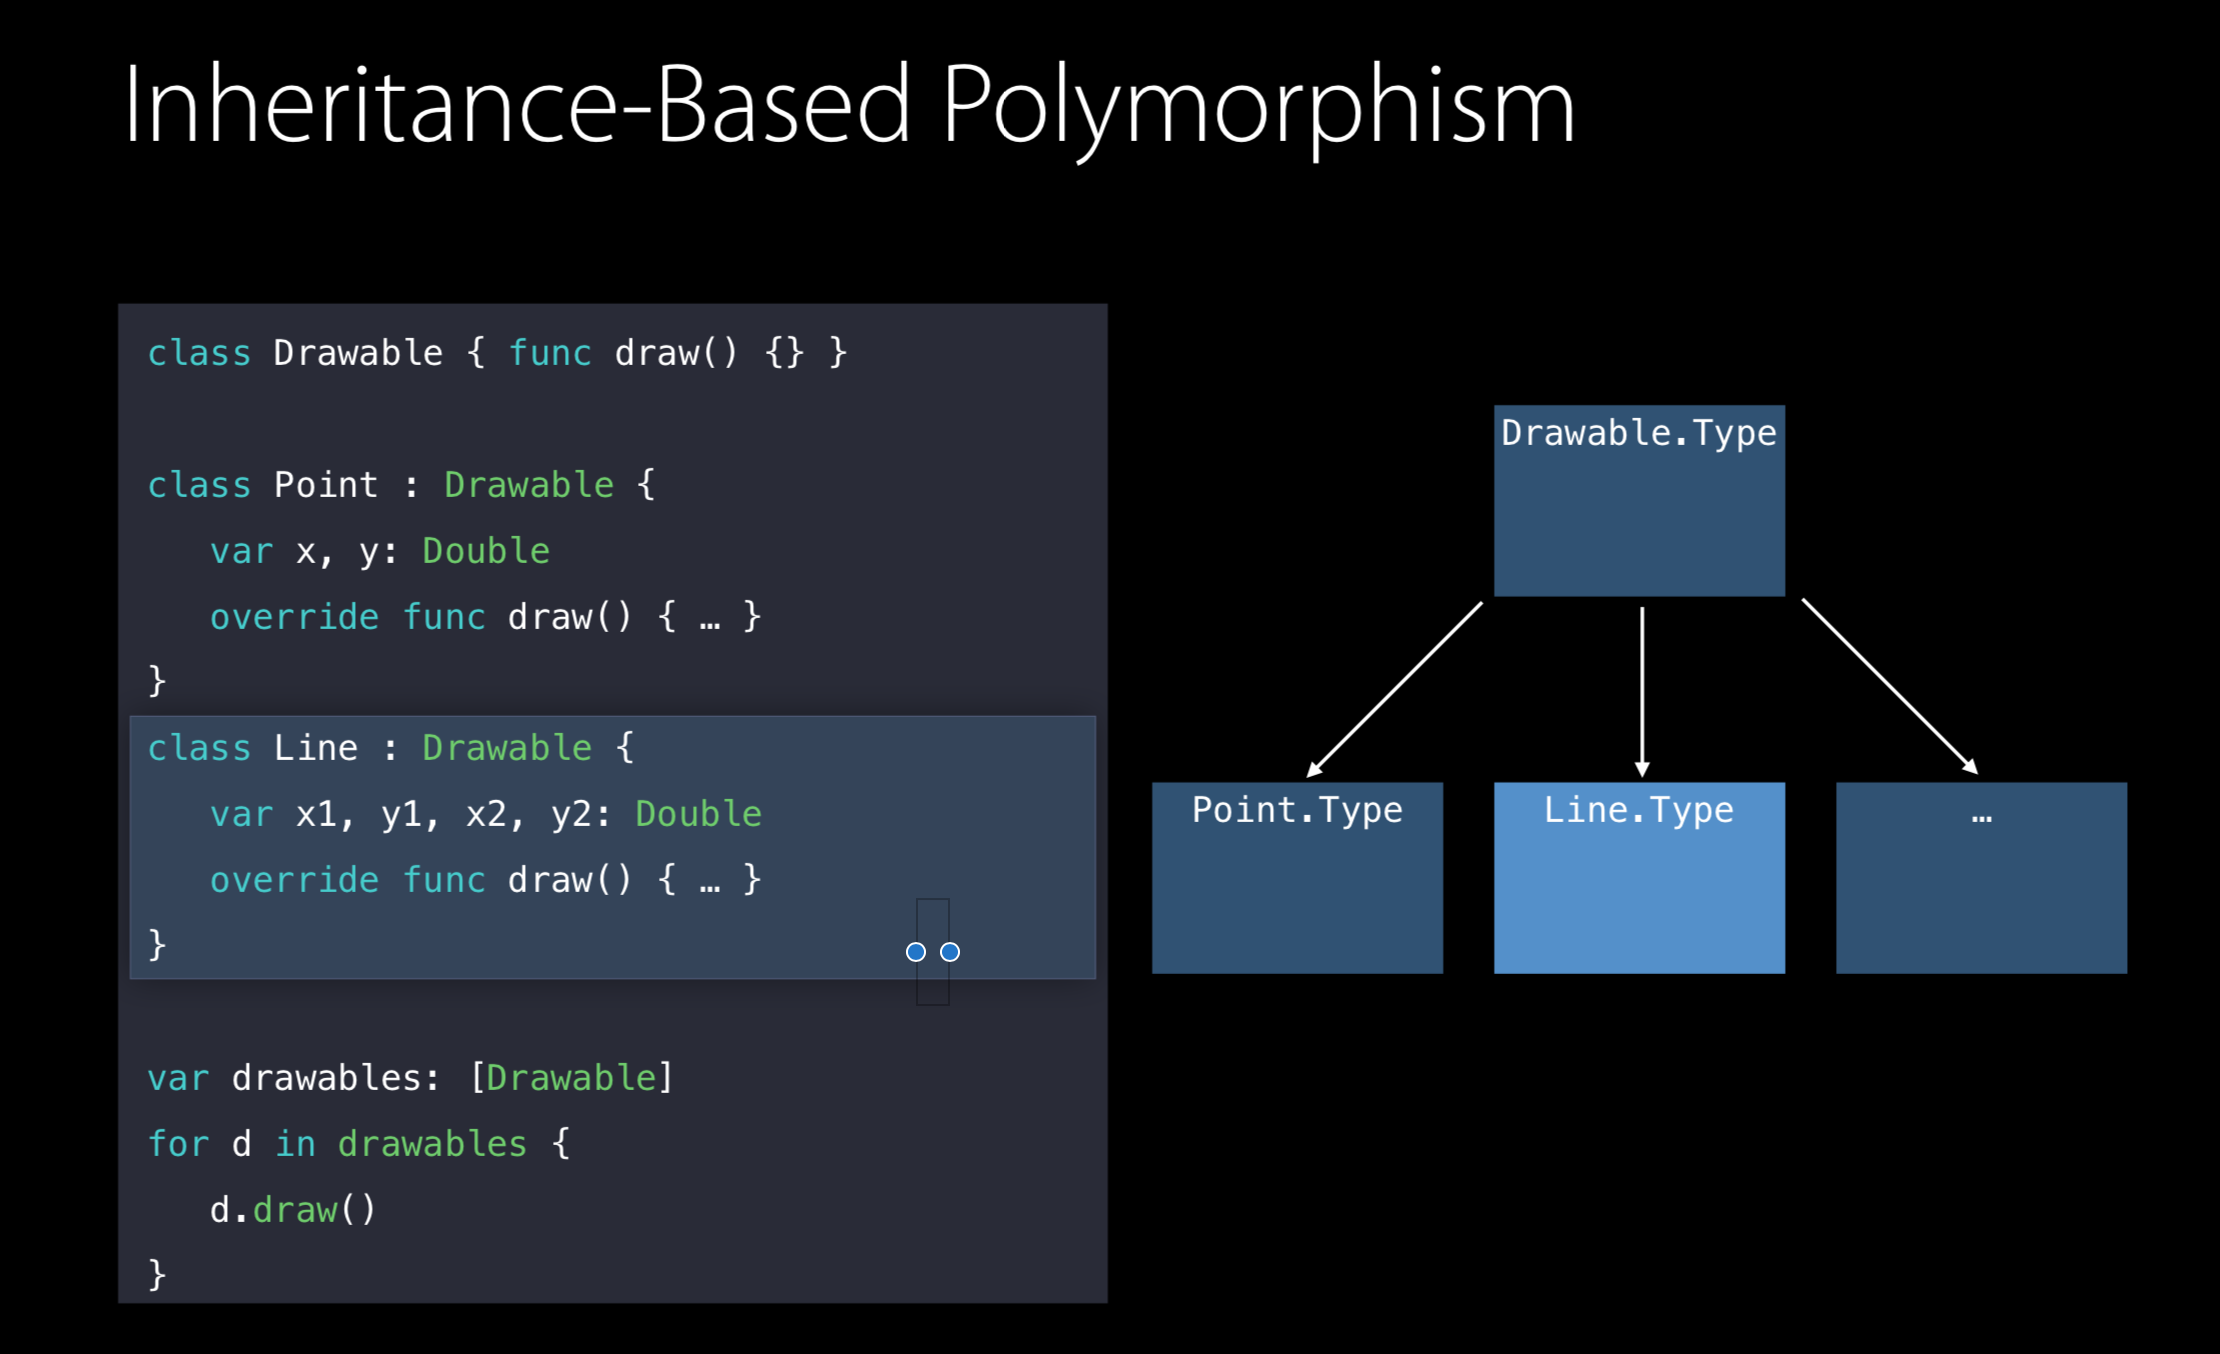 Inheritance-Based Polymorphism
class Drawable { func draw() {} }
class Point : Drawable {
   var x, y: Double
   override func draw() { … }
}
class Line : Drawable {
   var x1, y1, x2, y2: Double
   override func draw() { … }
}
var drawables: [Drawable]
for d in drawables {
   d.draw()
}
Drawable.Type
Point.Type
Line.Type
…